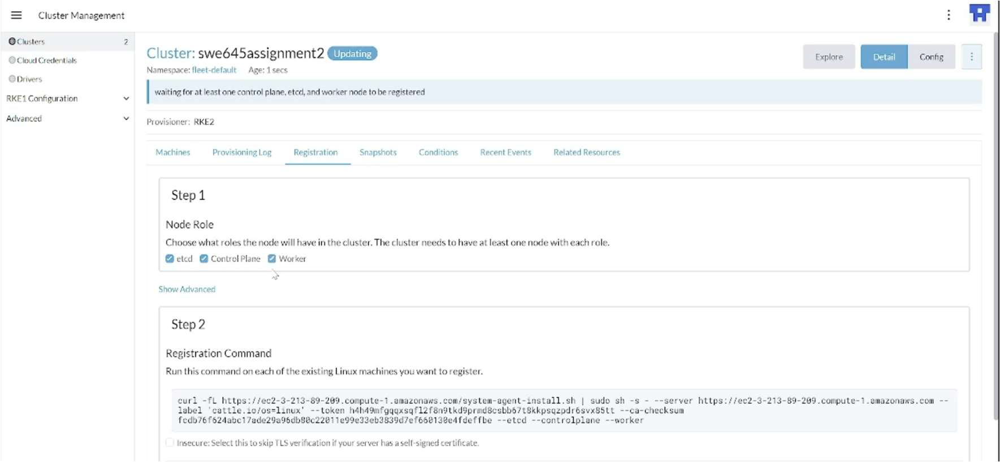 Cluster Management
Clusters 2
Cloud Credentials
Drivers
RKE1 Configuration
Advanced
Cluster: swe645assignment2 Updating
Namespace: fleet-default Age: 1 secs
Explore Detail Config
waiting for at least one control plane, etcd, and worker node to be registered
Provisioner: RKE2
Machines Provisioning Log Registration Snapshots Conditions Recent Events Related Resources
Step 1
Node Role
Choose what roles the node will have in the cluster. The cluster needs to have at least one node with each role.
etcd Control Plane Worker
Show Advanced
Step 2
Registration Command
Run this command on each of the existing Linux machines you want to register.
curl -fL https://ec2-3-213-89-209.compute-1.amazonaws.com/system-agent-install.sh | sudo sh -s - --server https://ec2-3-213-89-209.compute-1.amazonaws.com --
label 'cattle.io/os=linux' --token h4h49mfgqqxsqfl2f8n9tkd9prmd8csbb67t8kkpsqzpdr6svx85tt --ca-checksum
fcdb76f624abc17ade29a96db80c22011e99e33eb3839d7ef660130e4fdeffbe --etcd --controlplane --worker
Insecure: Select this to skip TLS verification if your server has a self-signed certificate.